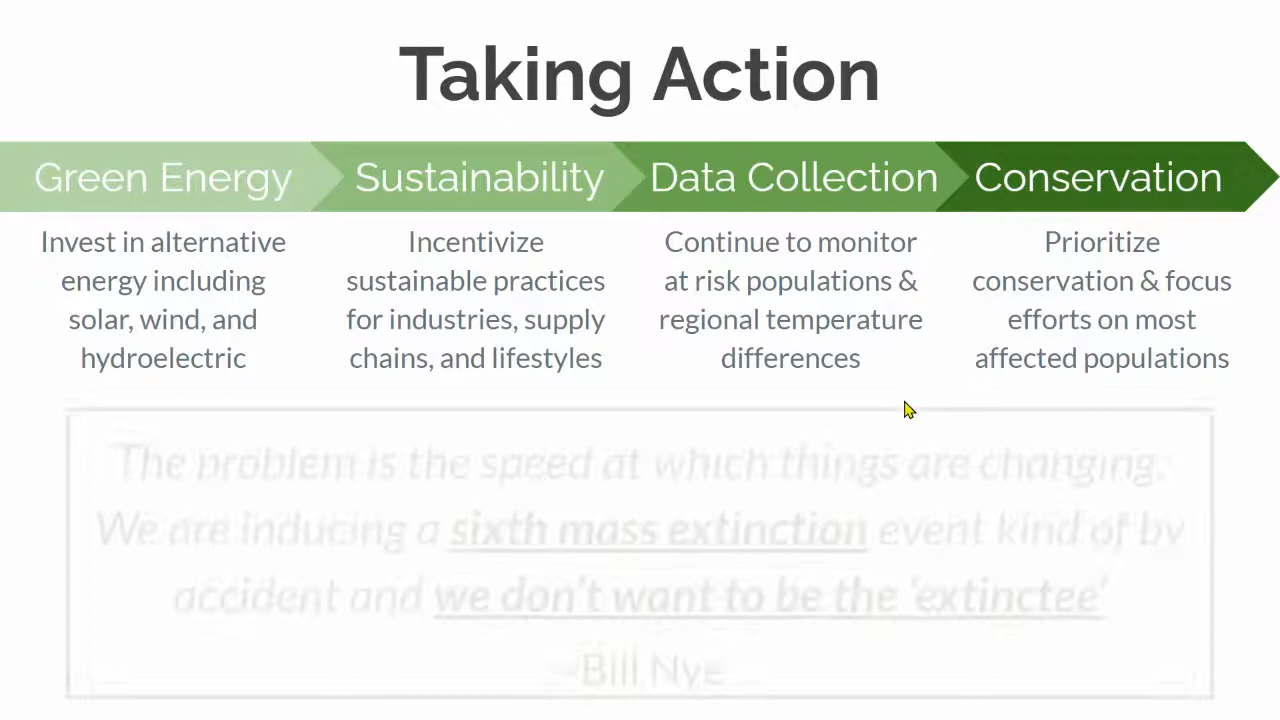 Taking Action
Green Energy
Sustainability
Data Collection
Conservation
Invest in alternative
energy including
solar, wind, and
hydroelectric
Incentivize
sustainable practices
for industries, supply
chains, and lifestyles
Continue to monitor
at risk populations &
regional temperature
differences
Prioritize
conservation & focus
efforts on most
affected populations
The problem is the speed at which things are changing.
We are inducing a sixth mass extinction event kind of by
accident and we don't want to be the 'extinctee'
~Bill Nye